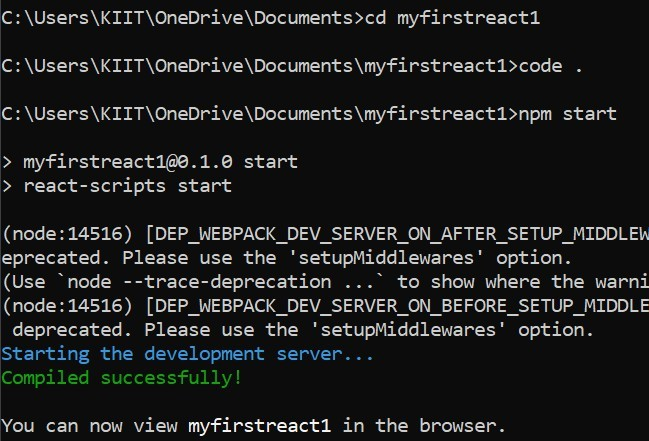 C:\Users\KIIT\OneDrive\Documents>cd myfirstreact1
C:\Users\KIIT\OneDrive\Documents\myfirstreact1>code .
C:\Users\KIIT\OneDrive\Documents\myfirstreact1>npm start
> myfirstreact1@0.1.0 start
> react-scripts start
(node:14516) [DEP_WEBPACK_DEV_SERVER_ON_AFTER_SETUP_MIDDLEW
eprecated. Please use the 'setupMiddlewares' option.
(Use `node --trace-deprecation ...` to show where the warni
(node:14516) [DEP_WEBPACK_DEV_SERVER_ON_BEFORE_SETUP_MIDDLE
deprecated. Please use the 'setupMiddlewares' option.
Starting the development server...
Compiled successfully!
You can now view myfirstreact1 in the browser.